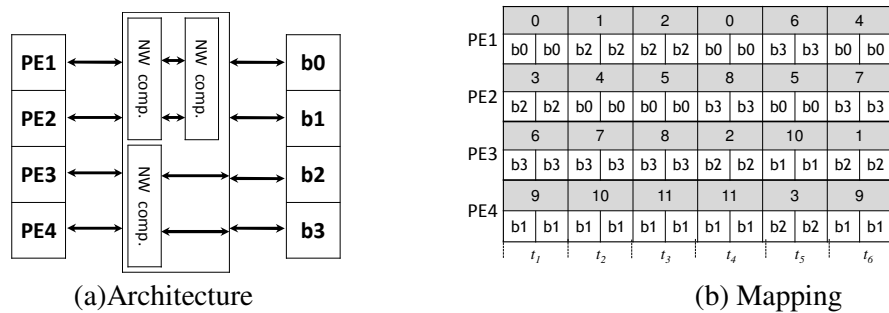 PE1 NW comp. NW comp. b0
PE2 b1
PE3 NW comp. b2
PE4 b3
(a)Architecture
0 1 2 0 6 4
PE1
b0 b0 b2 b2 b2 b2 b0 b0 b3 b3 b0 b0
3 4 5 8 5 7
PE2
b2 b2 b0 b0 b0 b0 b3 b3 b0 b0 b3 b3
6 7 8 2 10 1
PE3
b3 b3 b3 b3 b3 b3 b2 b2 b1 b1 b2 b2
9 10 11 11 3 9
PE4
b1 b1 b1 b1 b1 b1 b1 b1 b2 b2 b1 b1
t1 t2 t3 t4 t5 t6
(b) Mapping